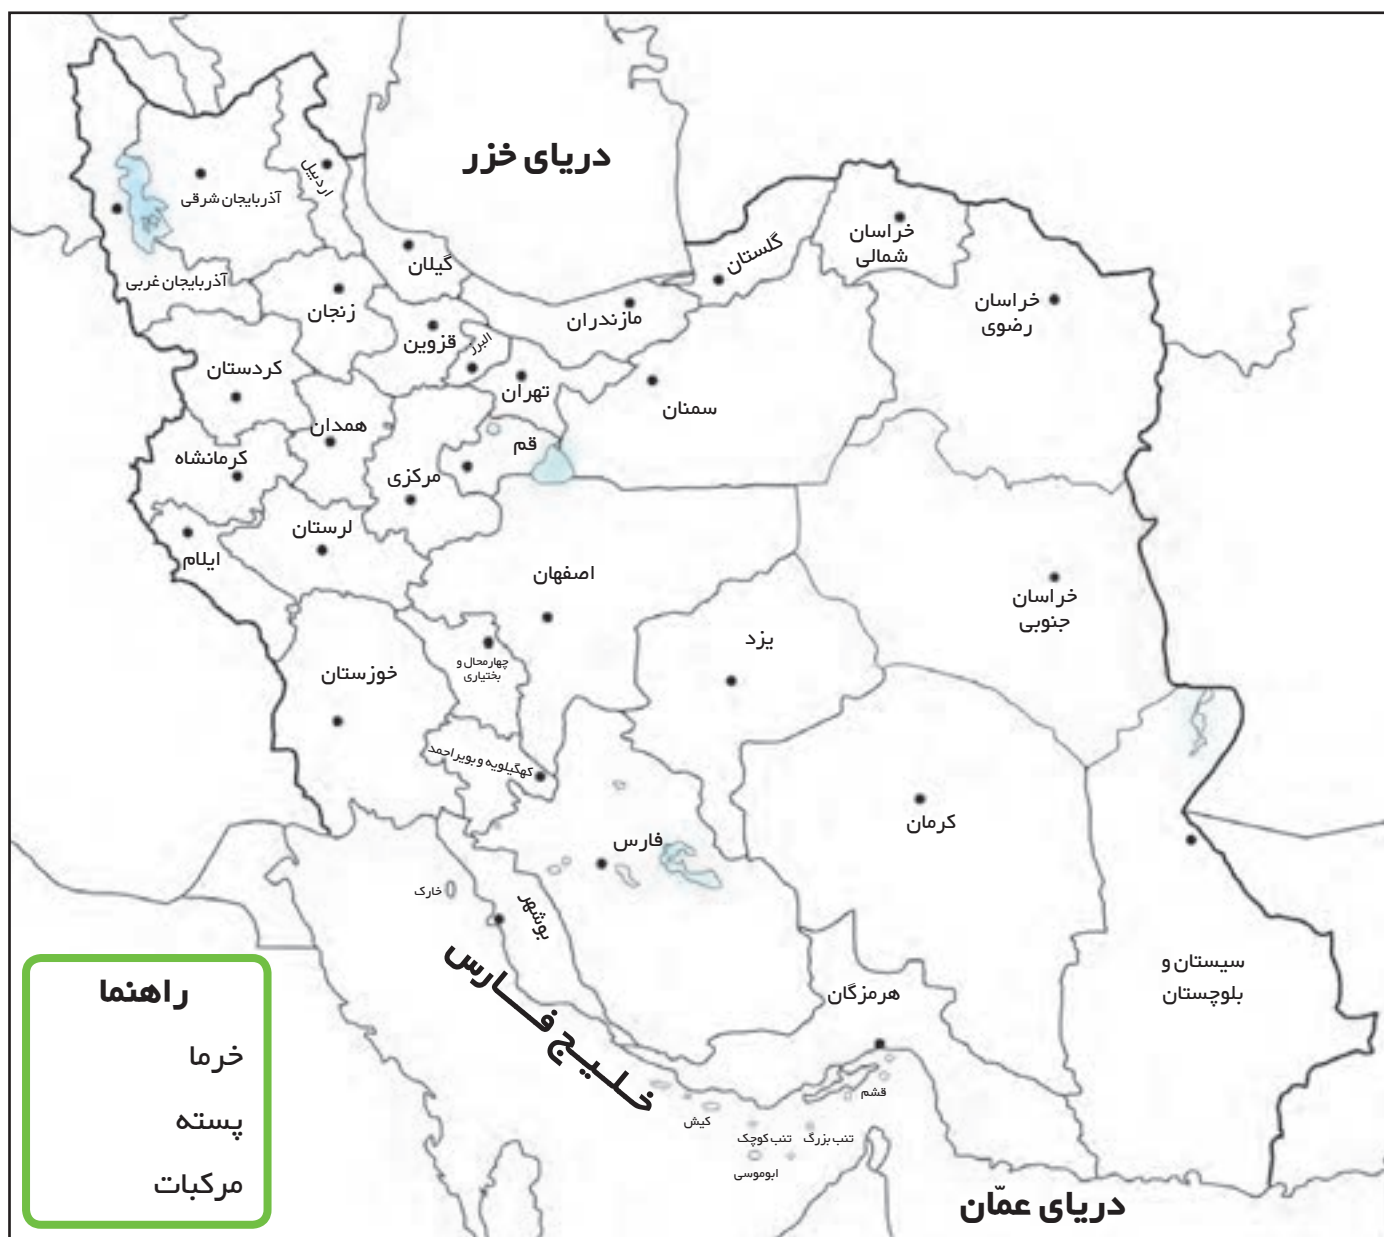 دریای خزر
اردبیل
آذربایجان شرقی
گیلان
گلستان
خراسان
شمالی
آذربایجان غربی
زنجان
خراسان
رضوی
مازندران
قزوین
البرز
کردستان
تهران
سمنان
همدان
قم
کرمانشاه
مرکزی
لرستان
ایلام
اصفهان
خراسان
جنوبی
یزد
چهارمحال و
بختیاری
خوزستان
کهگیلویه و بویراحمد
کرمان
فارس
خارک
بوشهر
خلیج فارس
سیستان و
بلوچستان
هرمزگان
قشم
کیش
تنب کوچک
تنب بزرگ
ابوموسی
دریای عمّان
راهنما
خرما
پسته
مرکبات